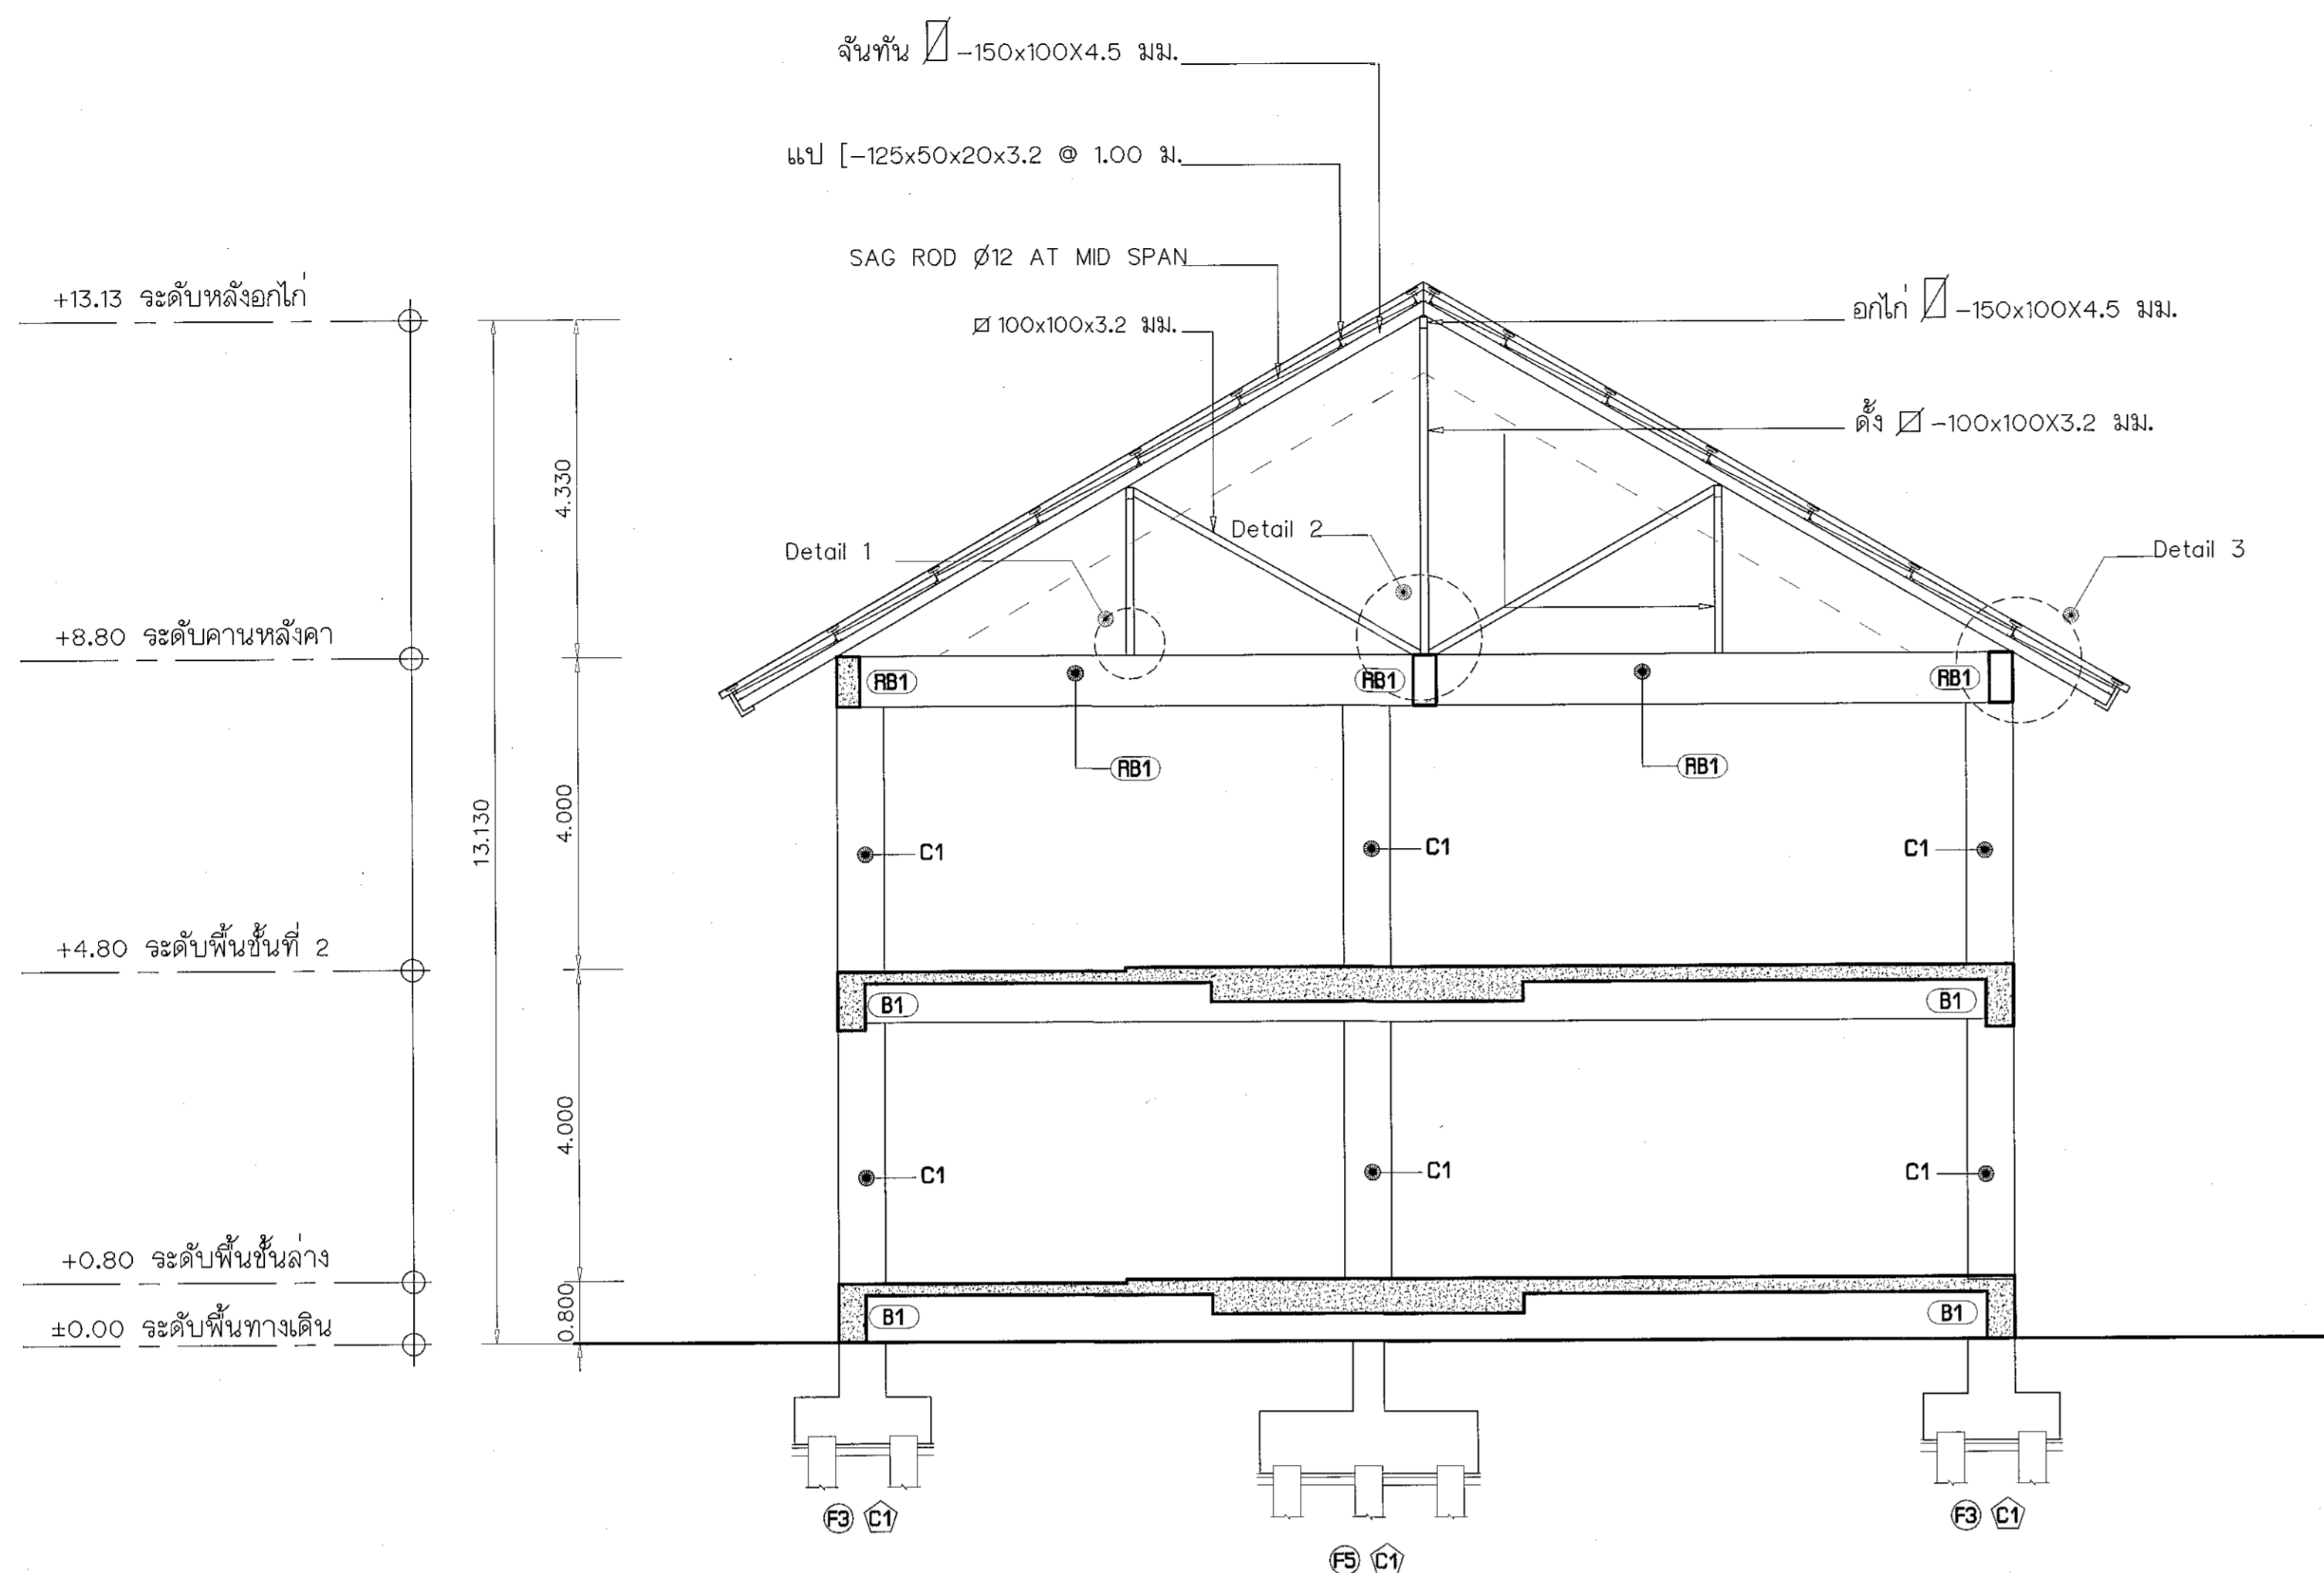 จันทัน -150x100X4.5 มม.
แป [-125x50x20x3.2 @ 1.00 ม.
SAG ROD Ø12 AT MID SPAN
100x100x3.2 มม.
+13.13 ระดับหลังอกไก่
อกไก่ -150x100X4.5 มม.
ดั้ง -100x100X3.2 มม.
4.330
Detail 1
Detail 2
Detail 3
+8.80 ระดับคานหลังคา
RB1
RB1
RB1
RB1
RB1
13.130
4.000
C1
C1
C1
+4.80 ระดับพื้นชั้นที่ 2
B1
B1
4.000
C1
C1
C1
+0.80 ระดับพื้นชั้นล่าง
0.800
B1
B1
±0.00 ระดับพื้นทางเดิน
F3 C1
F5 C1
F3 C1